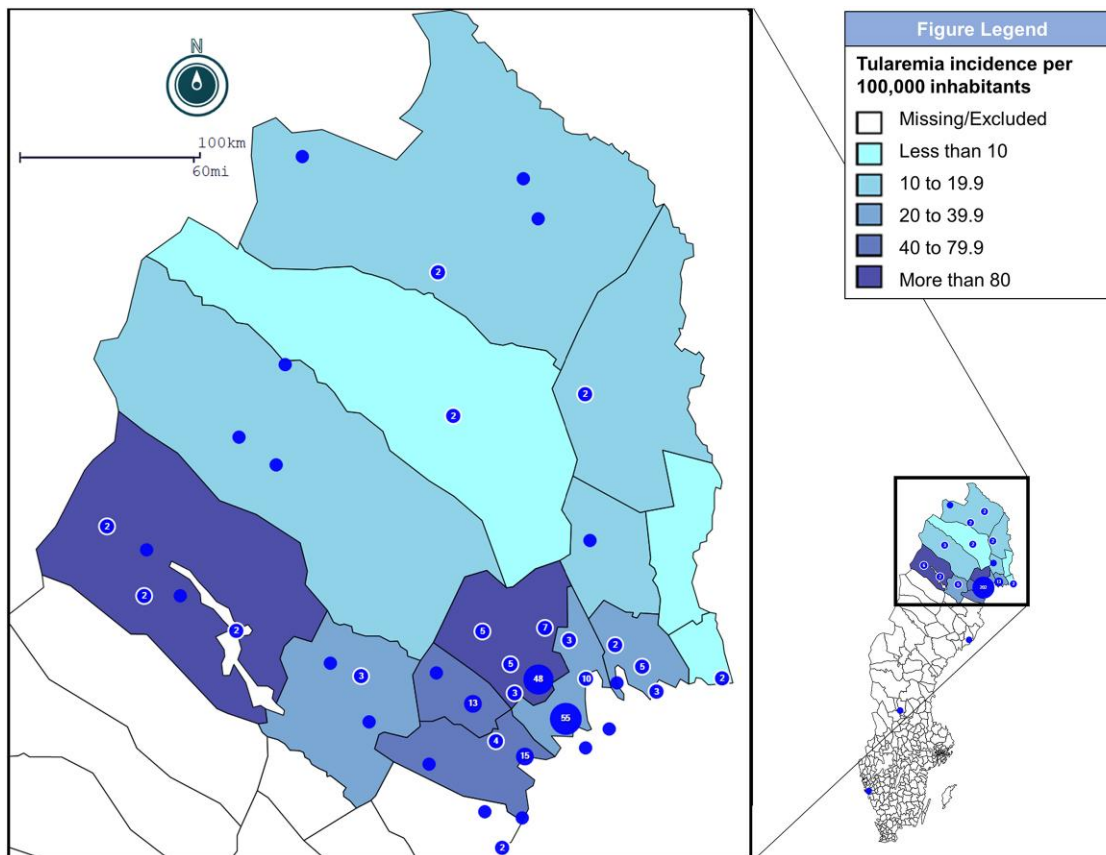 N
100km
60mi
2
2
2
2
2
2
5
7
3
2
5
5
48
10
3
3
2
3
13
55
4
15
2
Figure Legend
Tularemia incidence per
100,000 inhabitants
Missing/Excluded
Less than 10
10 to 19.9
20 to 39.9
40 to 79.9
More than 80